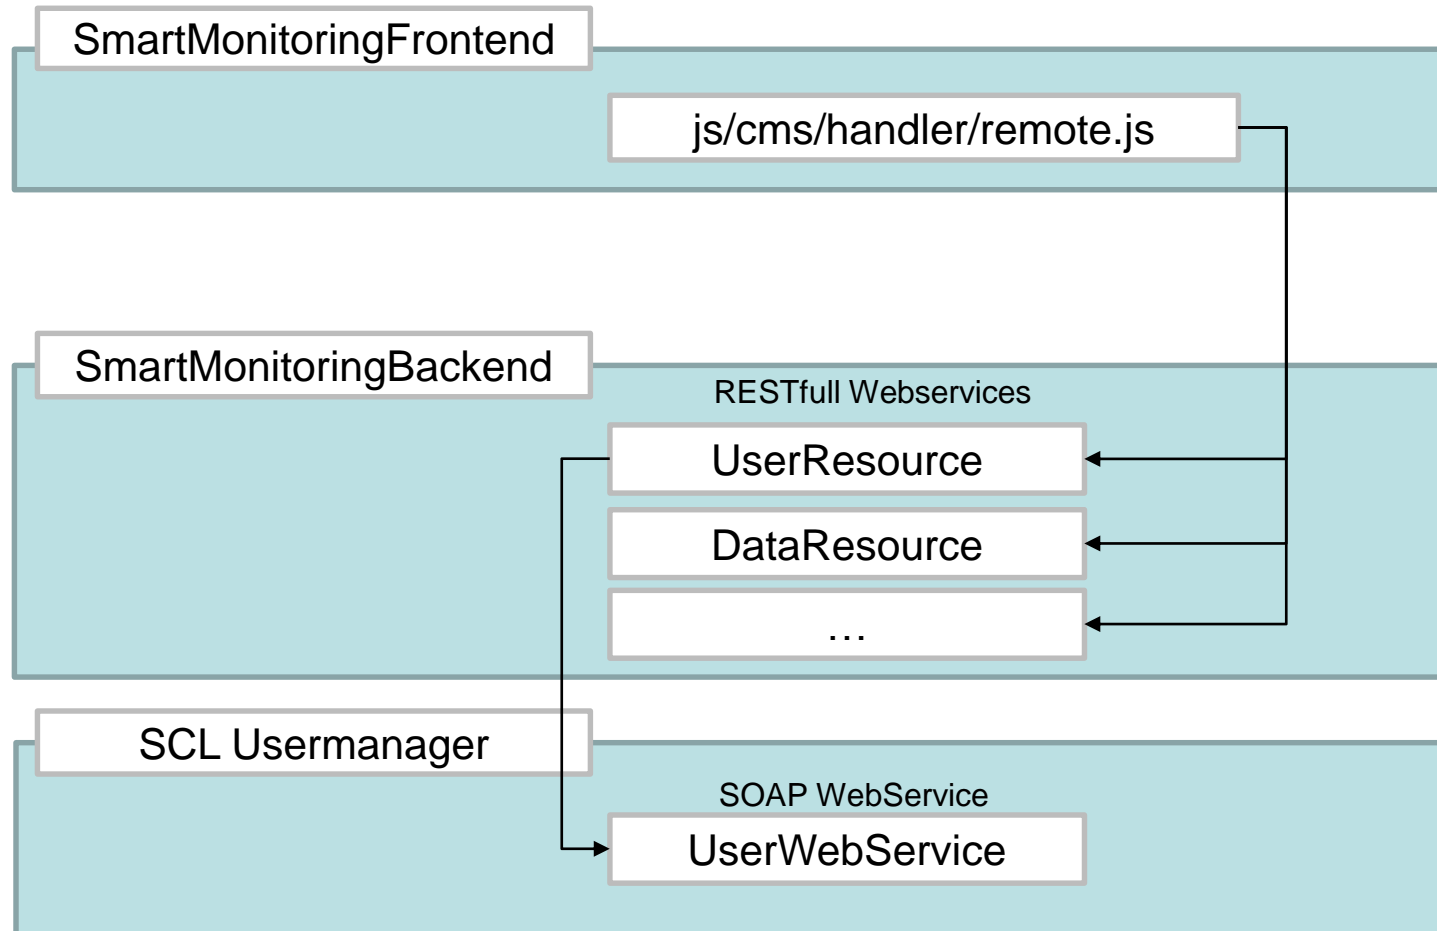 SmartMonitoringFrontend
js/cms/handler/remote.js
SmartMonitoringBackend
RESTfull Webservices
UserResource
DataResource
...
SCL Usermanager
SOAP WebService
UserWebService